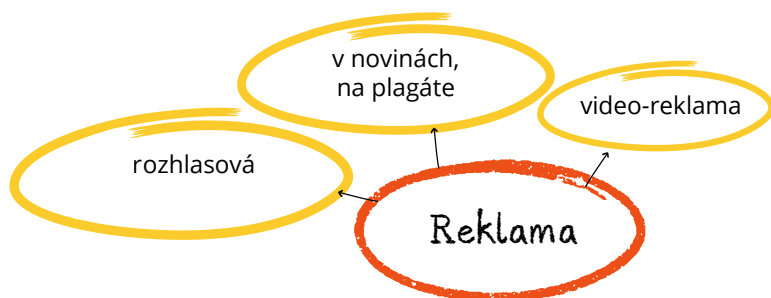 v novinách,
na plagáte
video-reklama
rozhlasová
Reklama